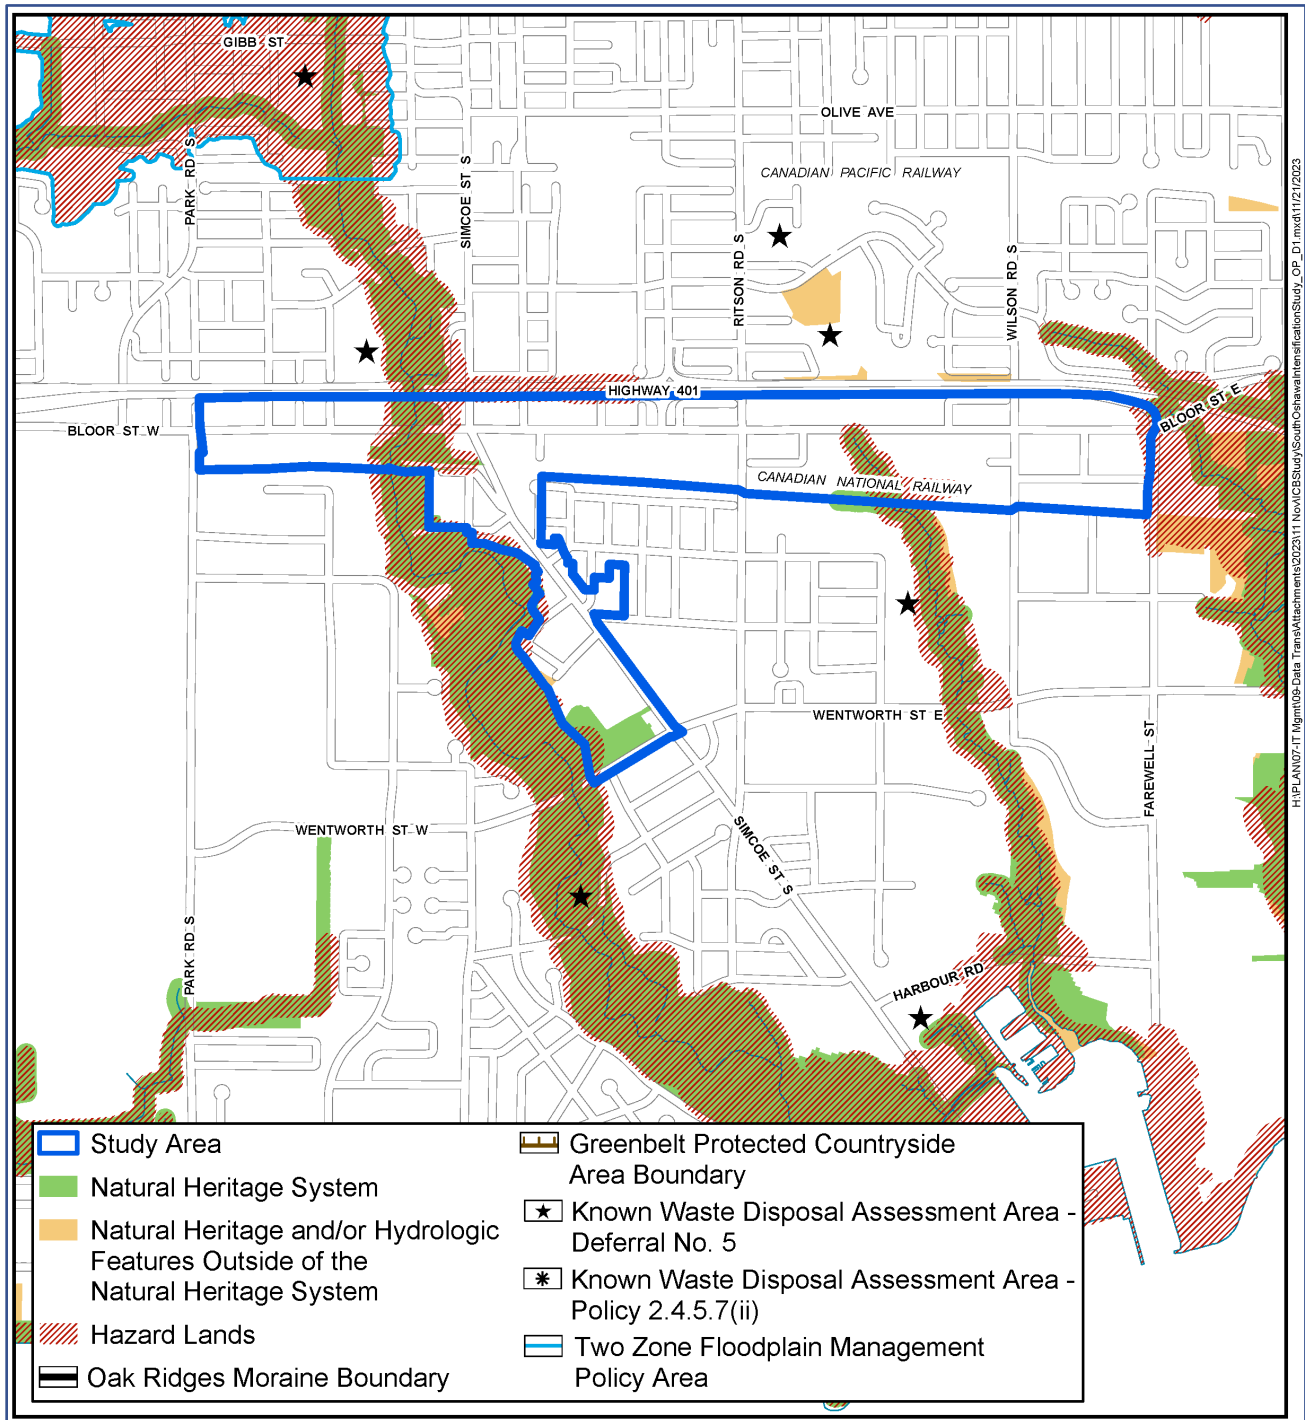 GIBB ST
OLIVE AVE
PARK RD S
SIMCOE ST S
CANADIAN PACIFIC RAILWAY
RITSON RD S
WILSON RD S
HIGHWAY 401
BLOOR ST E
BLOOR ST W
CANADIAN NATIONAL RAILWAY
WENTWORTH ST E
FAREWELL ST
WENTWORTH ST W
SIMCOE ST S
PARK RD S
HARBOUR RD
H:\PLAN\07-IT Mgmt\09-Data Trans\Attachments\2023\11 Nov\ICBStudy\SouthOshawaIntensificationStudy_OP_D1.mxd\11/21/2023
Study Area
Natural Heritage System
Natural Heritage and/or Hydrologic
Features Outside of the
Natural Heritage System
Hazard Lands
Oak Ridges Moraine Boundary
Greenbelt Protected Countryside
Area Boundary
Known Waste Disposal Assessment Area -
Deferral No. 5
Known Waste Disposal Assessment Area -
Policy 2.4.5.7(ii)
Two Zone Floodplain Management
Policy Area